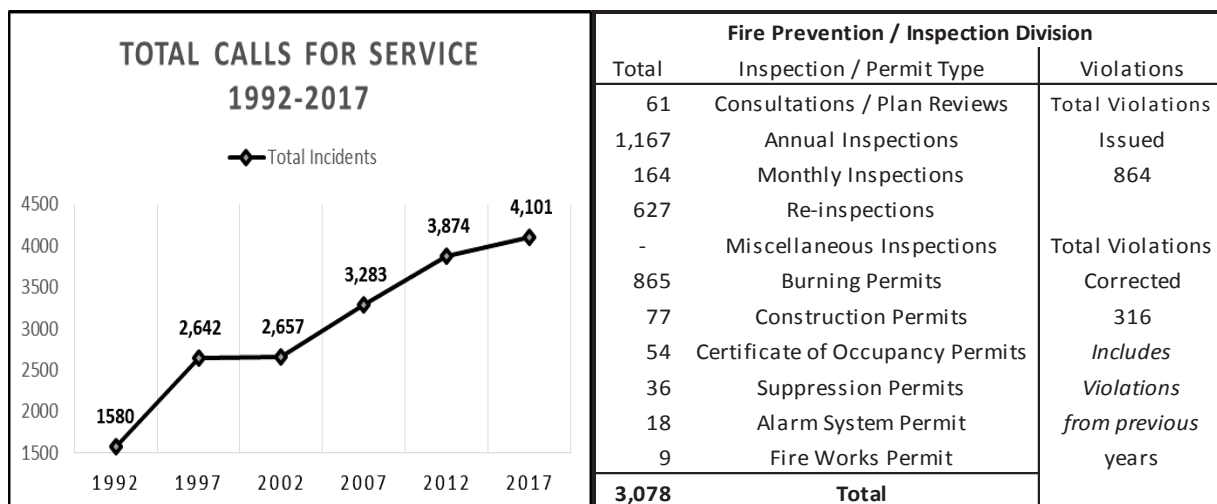 TOTAL CALLS FOR SERVICE
1992-2017
Total Incidents
4500
4000
3500
3000
2500
2000
1500
1580
2,642
2,657
3,283
3,874
4,101
1992 1997 2002 2007 2012 2017
Fire Prevention / Inspection Division
Total Inspection / Permit Type Violations
61 Consultations / Plan Reviews Total Violations
1,167 Annual Inspections Issued
164 Monthly Inspections 864
627 Re-inspections
- Miscellaneous Inspections Total Violations
865 Burning Permits Corrected
77 Construction Permits 316
54 Certificate of Occupancy Permits Includes
36 Suppression Permits Violations
18 Alarm System Permit from previous
9 Fire Works Permit years
3,078 Total